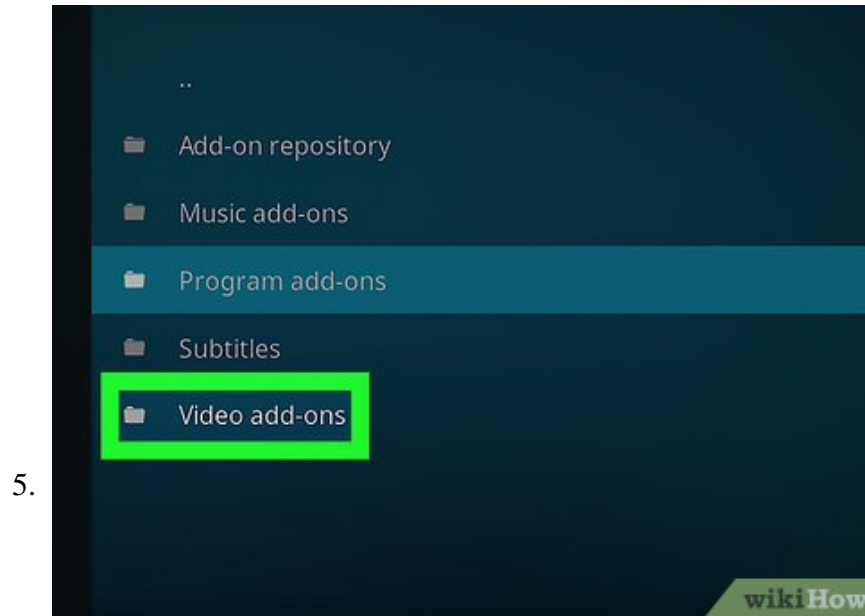 ..
Add-on repository
Music add-ons
Program add-ons
Subtitles
Video add-ons
5.
wikiHow